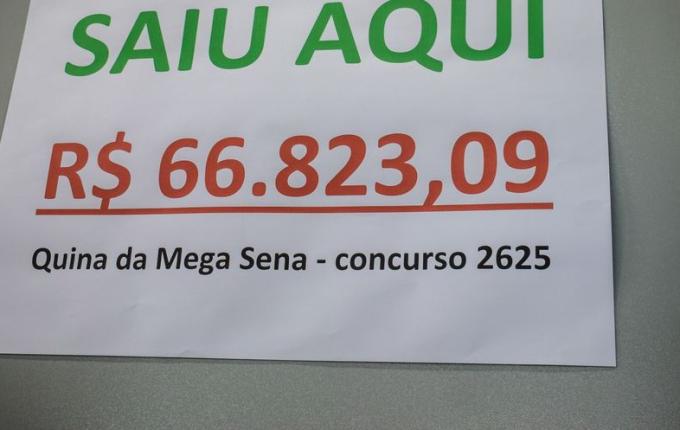 SAIU AQUI
R$ 66.823,09
Quina da Mega Sena - concurso 2625